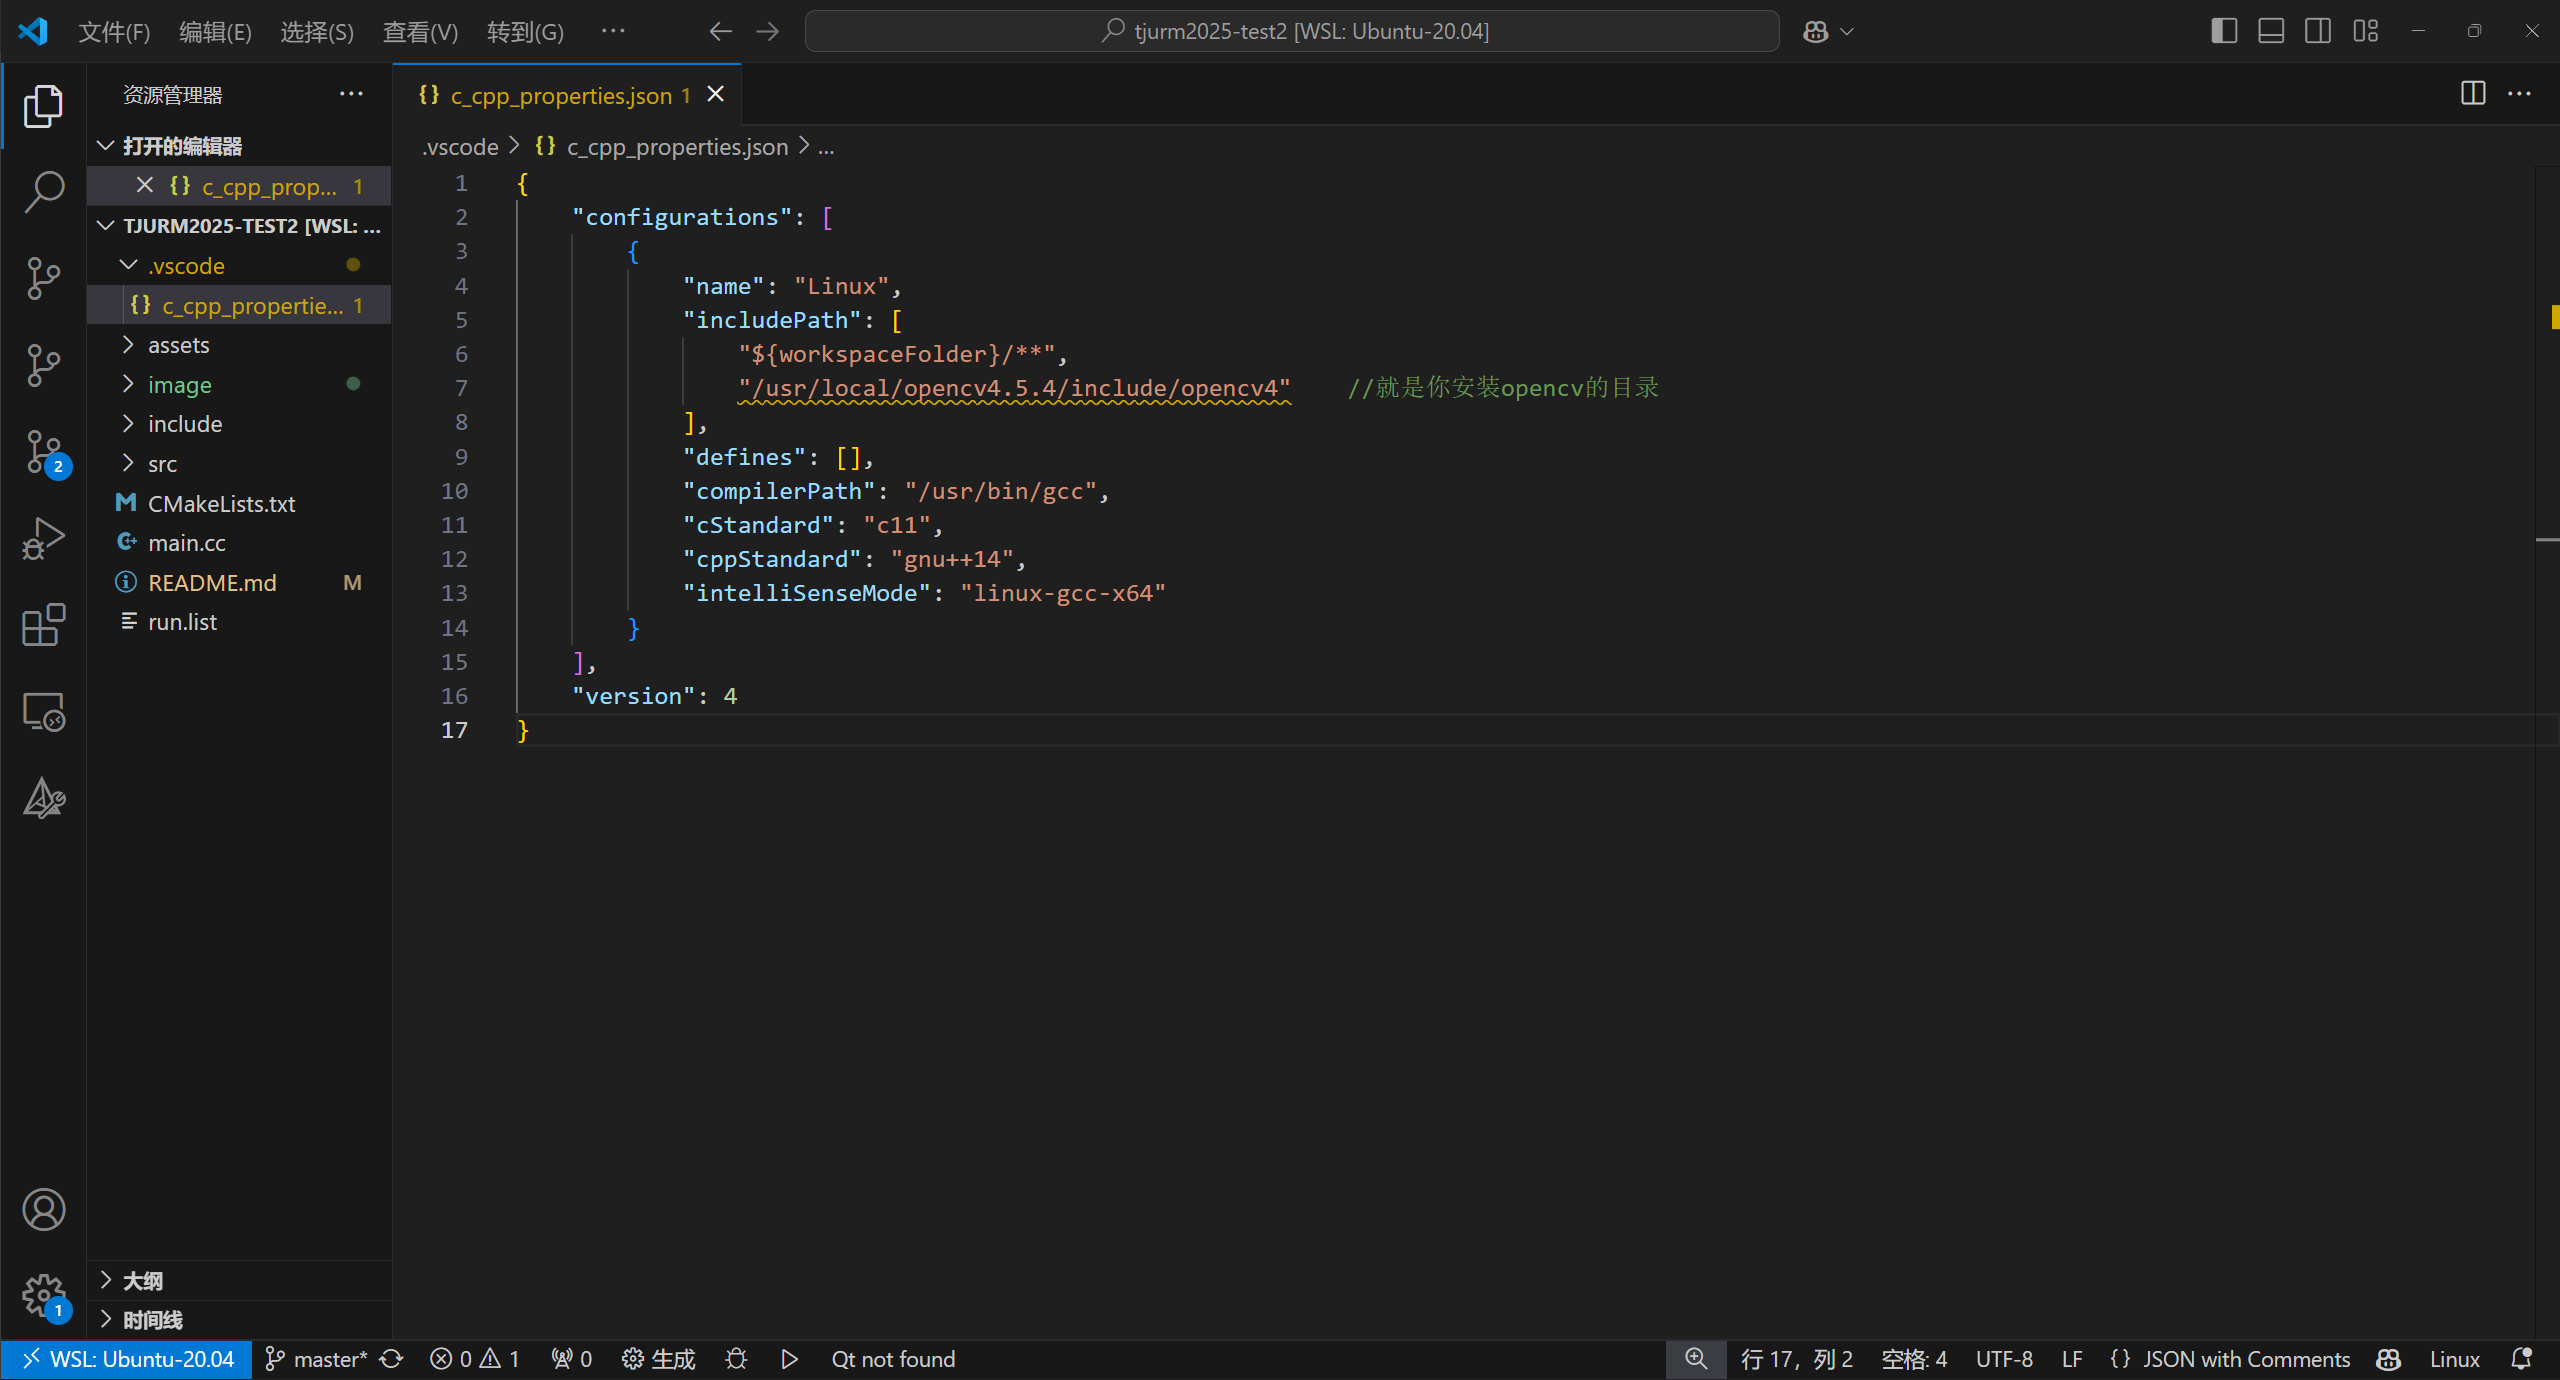 文件(F) 编辑(E) 选择(S) 查看(V) 转到(G) ··· tjurm2025-test2 [WSL: Ubuntu-20.04]
资源管理器 ···
打开的编辑器
{} c_cpp_prop... 1
TJURM2025-TEST2 [WSL: ...
.vscode
{} c_cpp_propertie... 1
assets
image
include
src
CMakeLists.txt
main.cc
README.md M
run.list
大纲
时间线
2
1
{} c_cpp_properties.json 1
.vscode > {} c_cpp_properties.json > ...
1 {
2 "configurations": [
3 {
4 "name": "Linux",
5 "includePath": [
6 "${workspaceFolder}/**",
7 "/usr/local/opencv4.5.4/include/opencv4" //就是你安装opencv的目录
8 ],
9 "defines": [],
10 "compilerPath": "/usr/bin/gcc",
11 "cStandard": "c11",
12 "cppStandard": "gnu++14",
13 "intelliSenseMode": "linux-gcc-x64"
14 }
15 ],
16 "version": 4
17 }
WSL: Ubuntu-20.04 master* 0 1 0 生成 Qt not found 行 17，列 2 空格: 4 UTF-8 LF {} JSON with Comments Linux